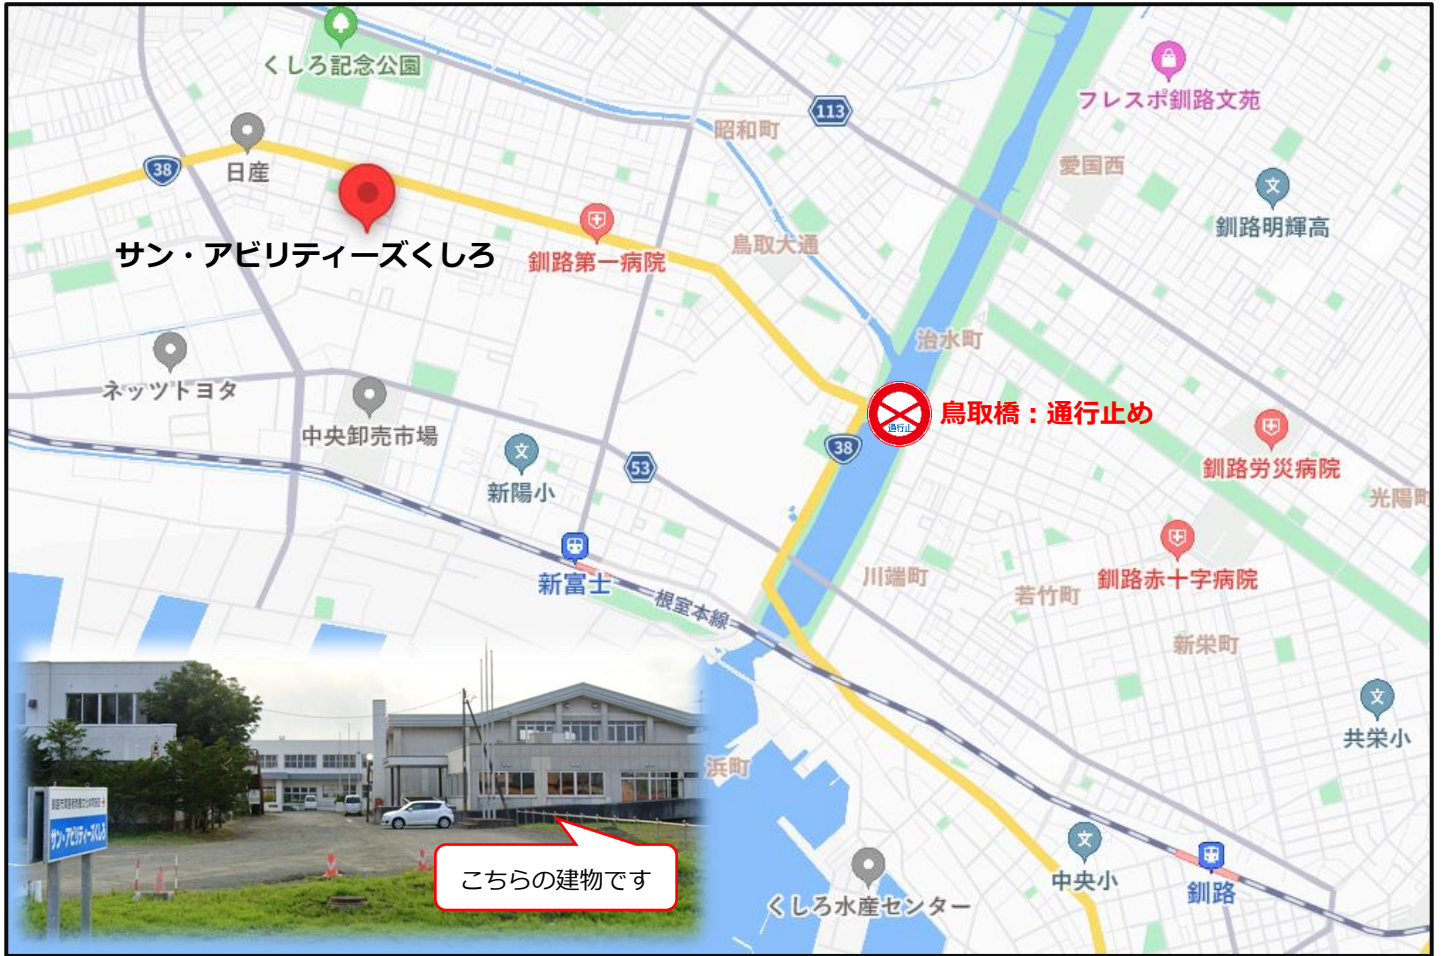 くしろ記念公園
フレスポ釧路文苑
113
昭和町
日産
38
愛国西
釧路明輝高
サン・アビリティーズくしろ
釧路第一病院
鳥取大通
治水町
ネッツトヨタ
中央卸売市場
通行止
鳥取橋：通行止め
38
釧路労災病院
新陽小
53
光陽町
新富士
根室本線
川端町
若竹町
釧路赤十字病院
新栄町
共栄小
浜町
サン・アビリティーズくしろ
こちらの建物です
中央小
釧路
くしろ水産センター